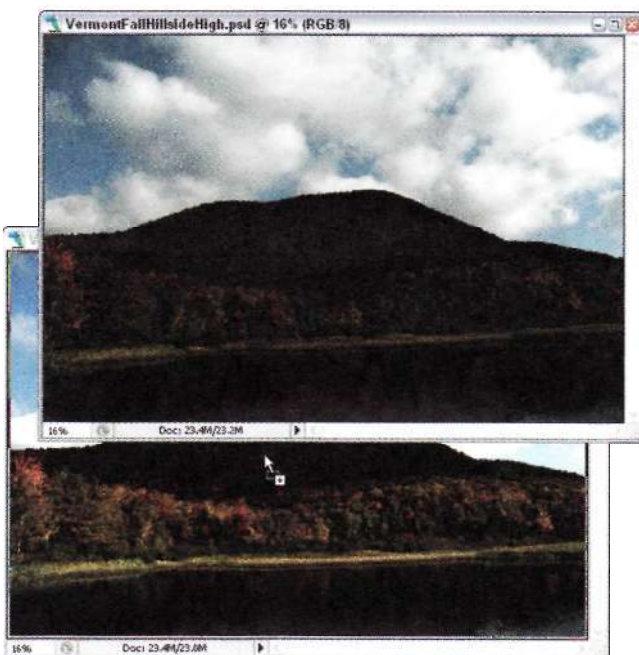 VermontFallHillsideHigh.psd @ 16% (RGB/8)
16%
Doc: 23.4M/23.2M
16%
Doc: 23.4M/23.8M